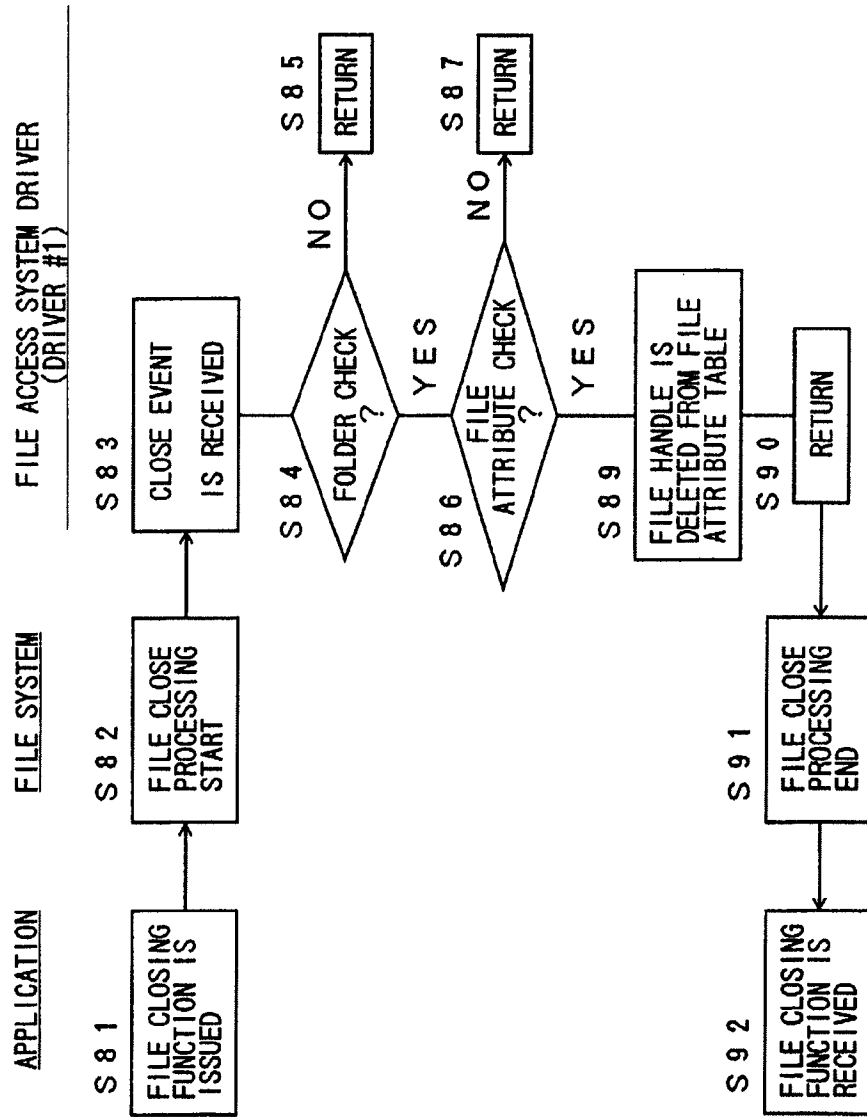 APPLICATION
FILE SYSTEM
FILE ACCESS SYSTEM DRIVER
(DRIVER #1)
S81
FILE CLOSING
FUNCTION IS
ISSUED
S82
FILE CLOSE
PROCESSING
START
S83
CLOSE EVENT
IS RECEIVED
S84
FOLDER CHECK
?
NO
S85
RETURN
YES
S86
FILE
ATTRIBUTE CHECK
?
NO
S87
RETURN
YES
S89
FILE HANDLE IS
DELETED FROM FILE
ATTRIBUTE TABLE
S90
RETURN
S91
FILE CLOSE
PROCESSING
END
S92
FILE CLOSING
FUNCTION IS
RECEIVED